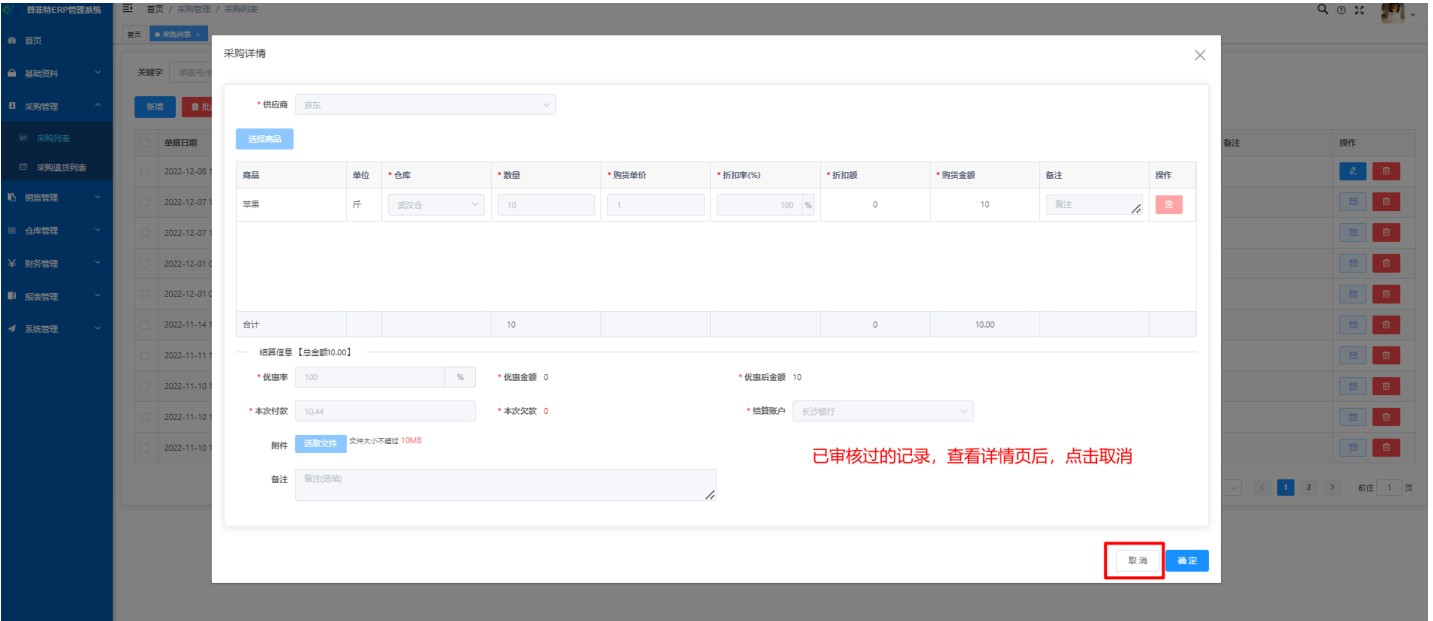 普菲特ERP管理系统
首页 / 采购管理 / 采购列表
首页
采购列表 ×
首页
基础资料
采购管理
采购列表
采购退货列表
销售管理
仓库管理
财务管理
报表管理
系统管理
关键字
新增
单据日期
备注
操作
2022-12-08 1
2022-12-07 1
2022-12-07 1
2022-12-01 0
2022-12-01 0
2022-11-14 1
2022-11-11 1
2022-11-10 1
2022-11-10 1
2022-11-10 1
采购详情
* 供应商 京东
选择商品
商品 单位 * 仓库 * 数量 * 购货单价 * 折扣率(%) * 折扣额 * 购货金额 备注 操作
苹果 斤 武汉仓 10 1 100 % 0 10 备注
合计 10 0 10.00
结算信息 【总金额10.00】
* 优惠率 100 % * 优惠金额 0 * 优惠后金额 10
* 本次付款 10.44 * 本次欠款 0 * 结算账户 长沙银行
附件 选取文件 文件大小不超过 10MB
已审核过的记录，查看详情页后，点击取消
备注 备注(选填)
1 2 前往 1 页
取消 确定